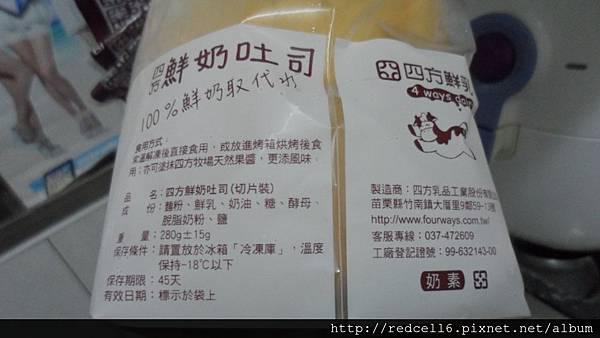 四方鮮奶吐司
100%鮮奶取代水
食用方式:
常溫解凍後直接食用,或放進烤箱烘烤後食
用;亦可塗抹四方牧場天然果醬,更添風味。
品 名:四方鮮奶吐司(切片裝)
成 份:麵粉、鮮乳、奶油、糖、酵母、
脫脂奶粉、鹽
重 量:280g±15g
保存條件:請置放於冰箱「冷凍庫」,溫度
保持-18℃以下
保存期限:45天
有效日期:標示於袋上
四方鮮乳
4 ways dair
製造商:四方乳品工業股份有限公
苗栗縣竹南鎮大厝里9鄰59-13號
http://www.fourways.com.tw/
客服專線:037-472609
工廠登記證號:99-632143-00
奶素
http://redcell6.pixnet.net/album